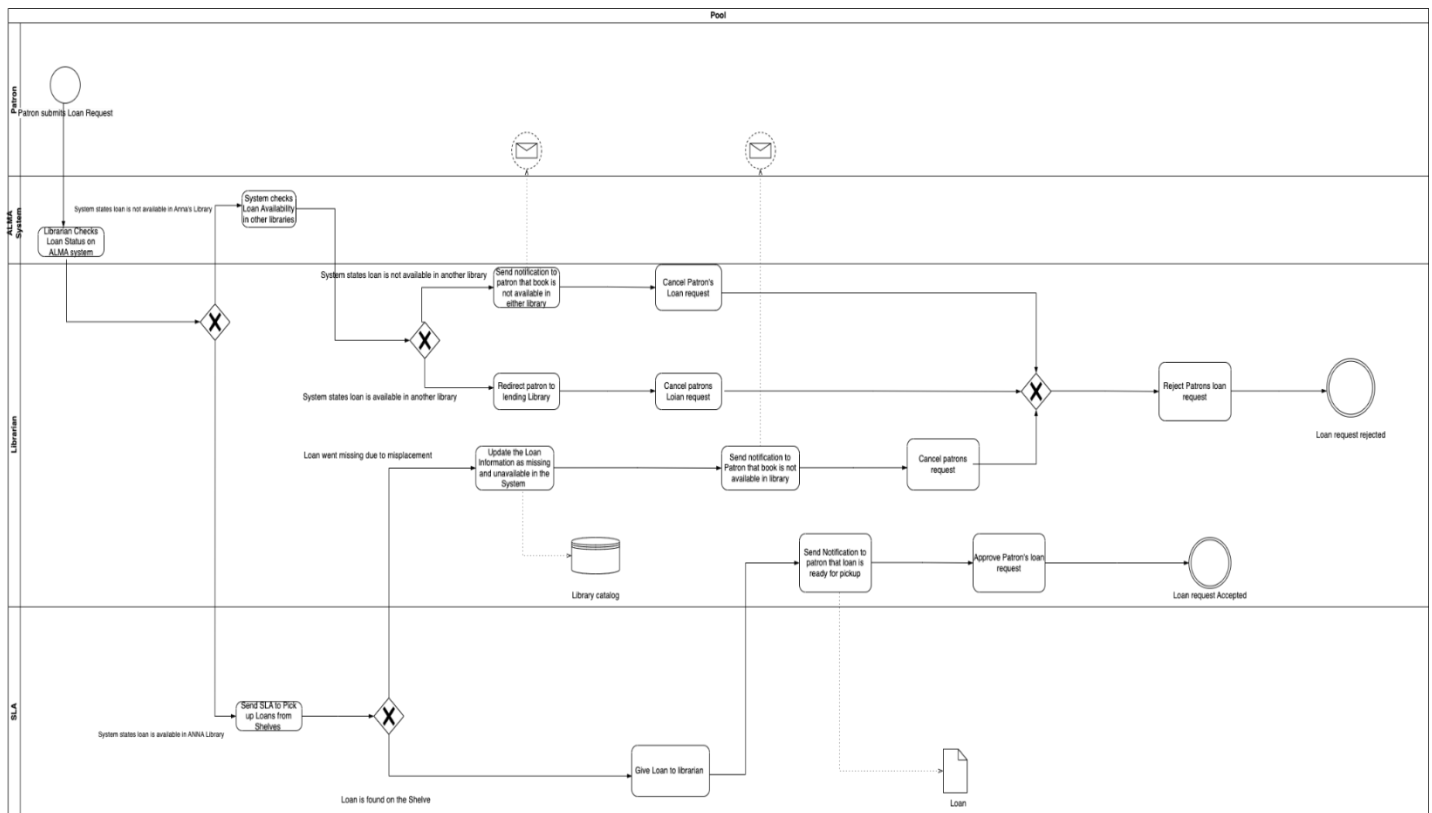 Pool
Patron
Patron submits Loan Request
ALMA
System
System states loan is not available in Anna's Library
System checks
Loan Availability
in other libraries
Librarian Checks
Loan Status on
ALMA system
Librarian
System states loan is not available in another library
Send notification to
patron that book is
not available in
either library
Cancel Patron's
Loan request
System states loan is available in another library
Redirect patron to
lending Library
Cancel patrons
Loian request
Reject Patrons loan
request
Loan request rejected
Loan went missing due to misplacement
Update the Loan
Information as missing
and unavailable in the
System
Send notification to
Patron that book is not
available in library
Cancel patrons
request
Library catalog
Send Notification to
patron that loan is
ready for pickup
Approve Patron's loan
request
Loan request Accepted
SLA
System states loan is available in ANNA Library
Send SLA to Pick
up Loans from
Shelves
Loan is found on the Shelve
Give Loan to librarian
Loan